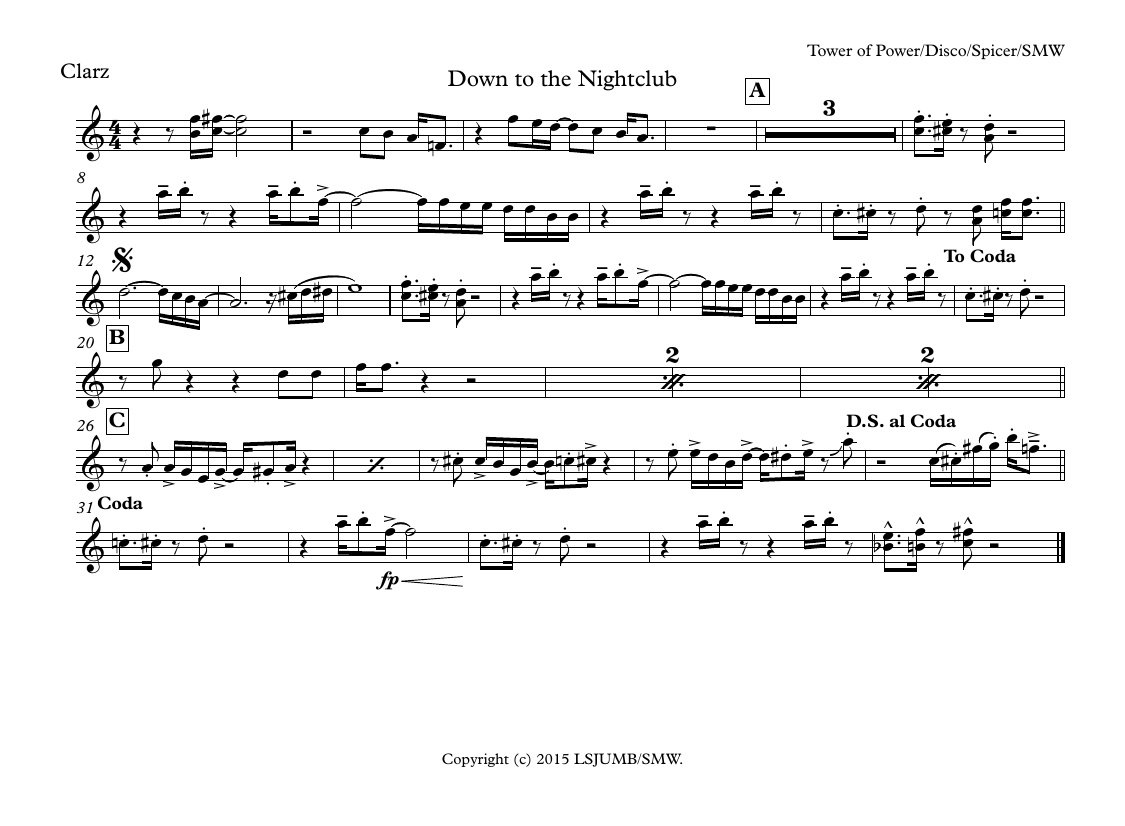 Tower of Power/Disco/Spicer/SMW
Clarz
Down to the Nightclub
A
3
8
12
To Coda
20
B
2
2
26
C
D.S. al Coda
31 Coda
fp
Copyright (c) 2015 LSJUMB/SMW.